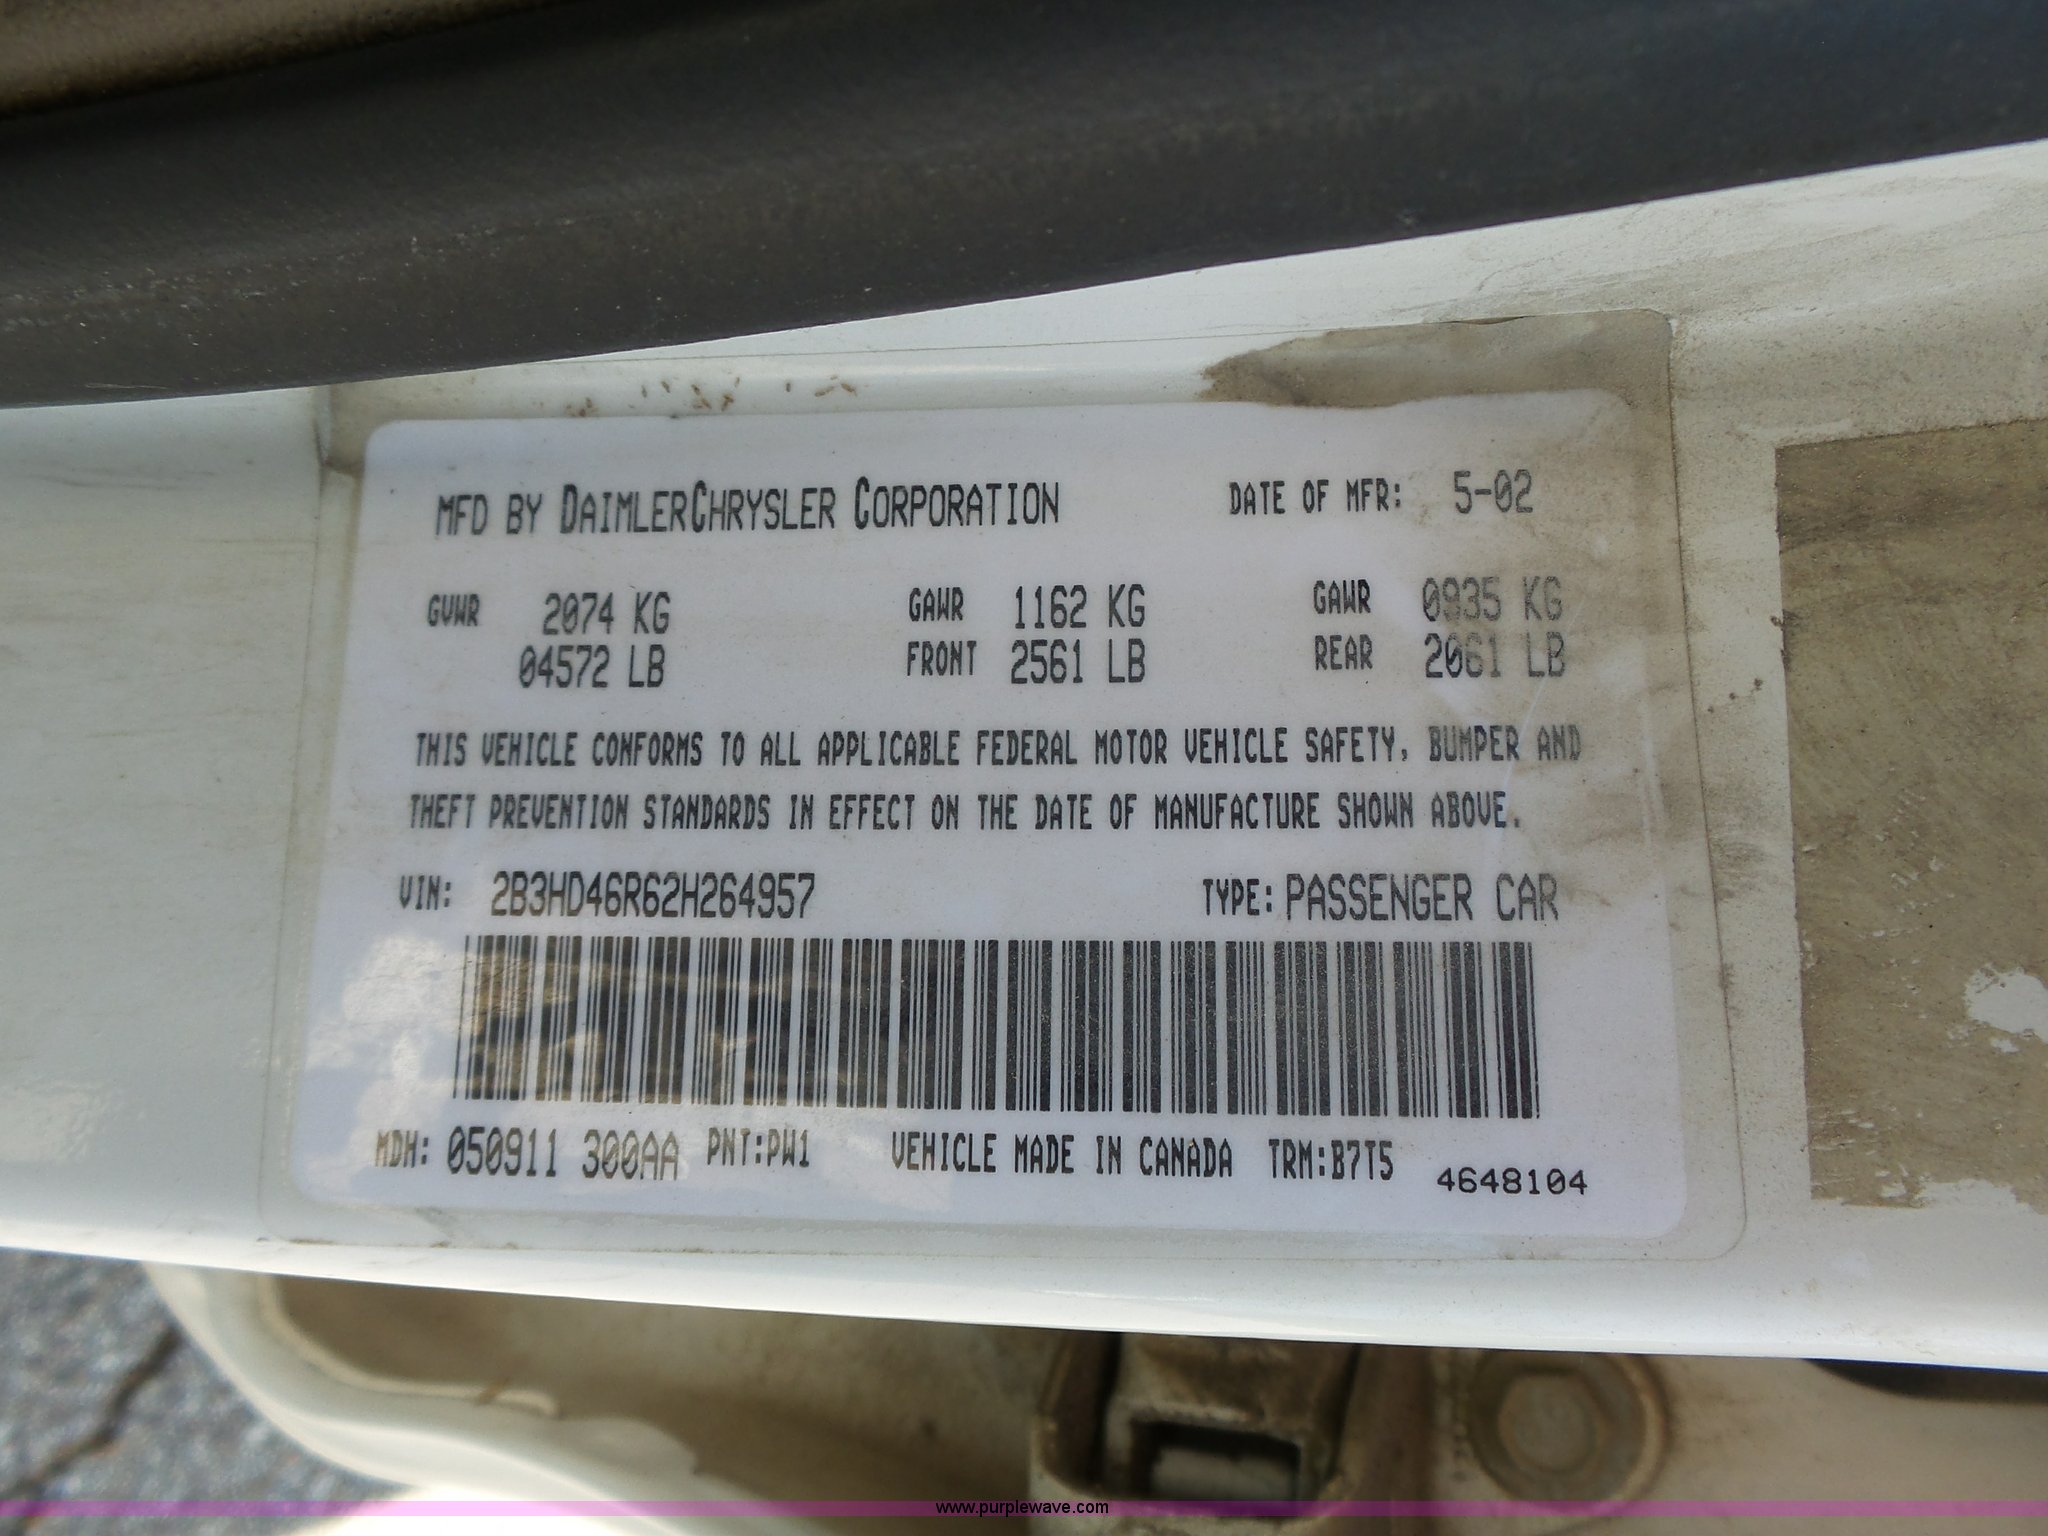 MFD BY DAIMLERCHRYSLER CORPORATION DATE OF MFR: 5-02
GVWR 2074 KG GAWR 1162 KG GAWR 0935 KG
04572 LB FRONT 2561 LB REAR 2061 LB
THIS VEHICLE CONFORMS TO ALL APPLICABLE FEDERAL MOTOR VEHICLE SAFETY, BUMPER AND
THEFT PREVENTION STANDARDS IN EFFECT ON THE DATE OF MANUFACTURE SHOWN ABOVE.
VIN: 2B3HD46R62H264957 TYPE: PASSENGER CAR
MDH: 050911 300AA PNT:PW1 VEHICLE MADE IN CANADA TRM:B7T5 4648104
www.purplewave.com